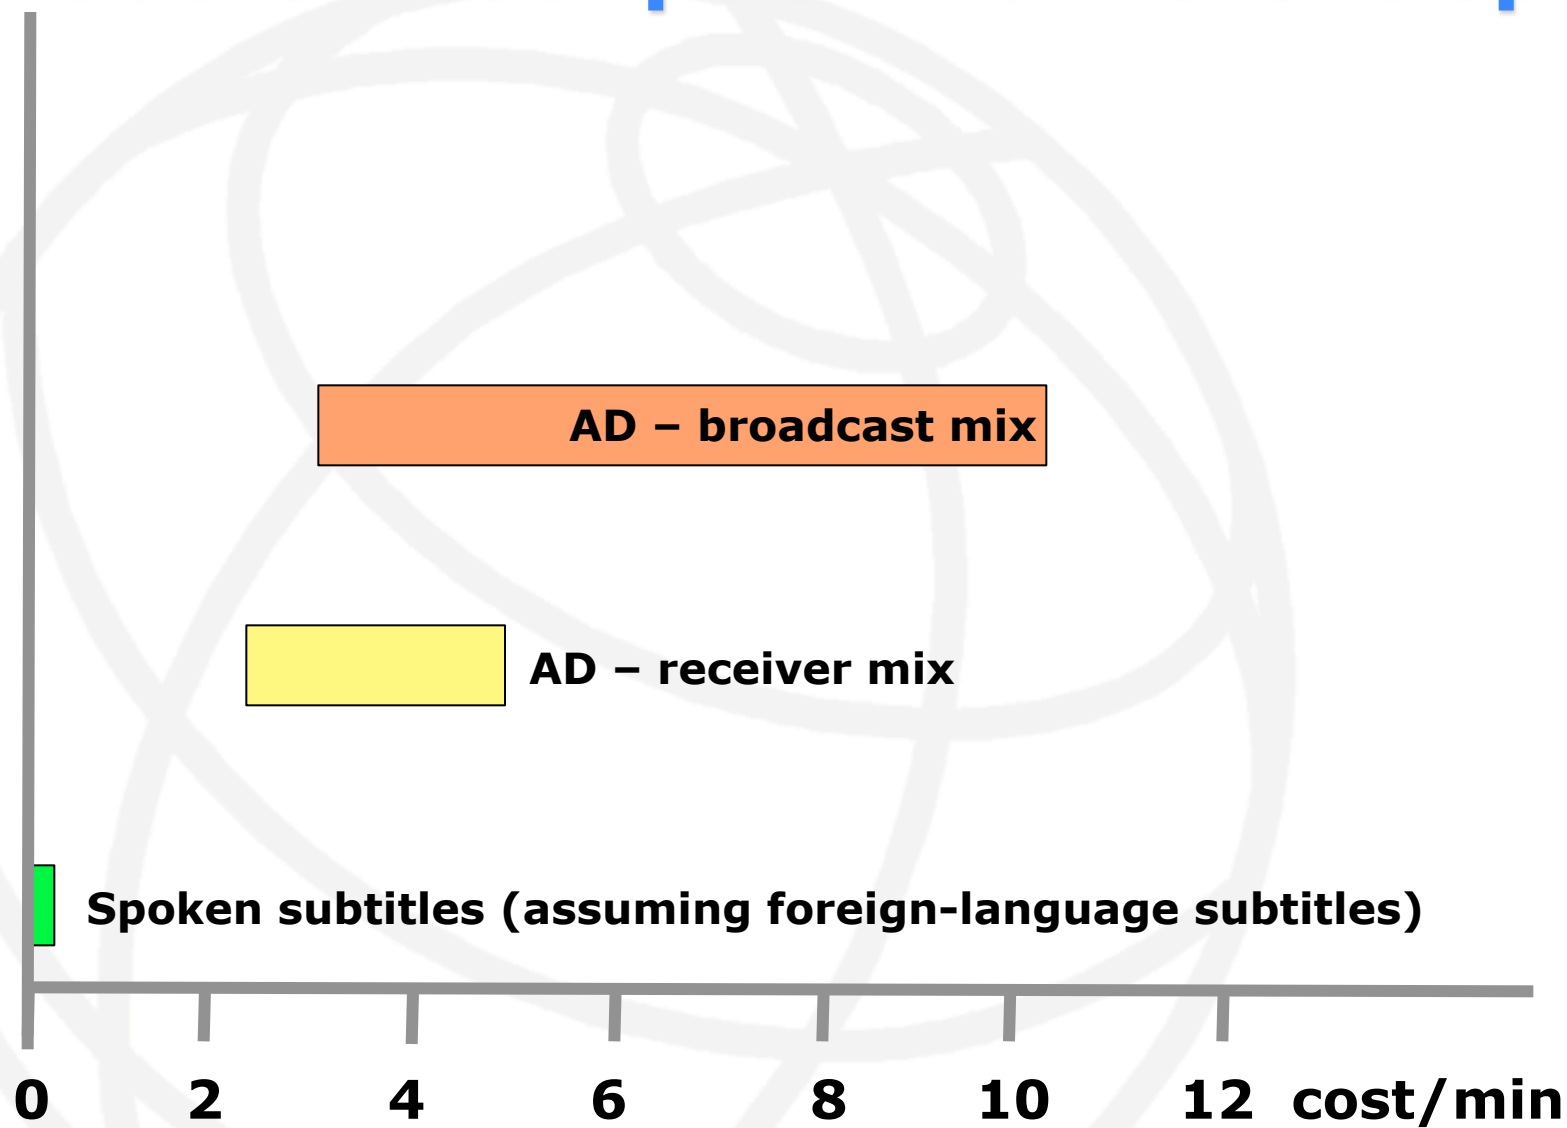 AD – broadcast mix
AD – receiver mix
Spoken subtitles (assuming foreign-language subtitles)
0 2 4 6 8 10 12 cost/min